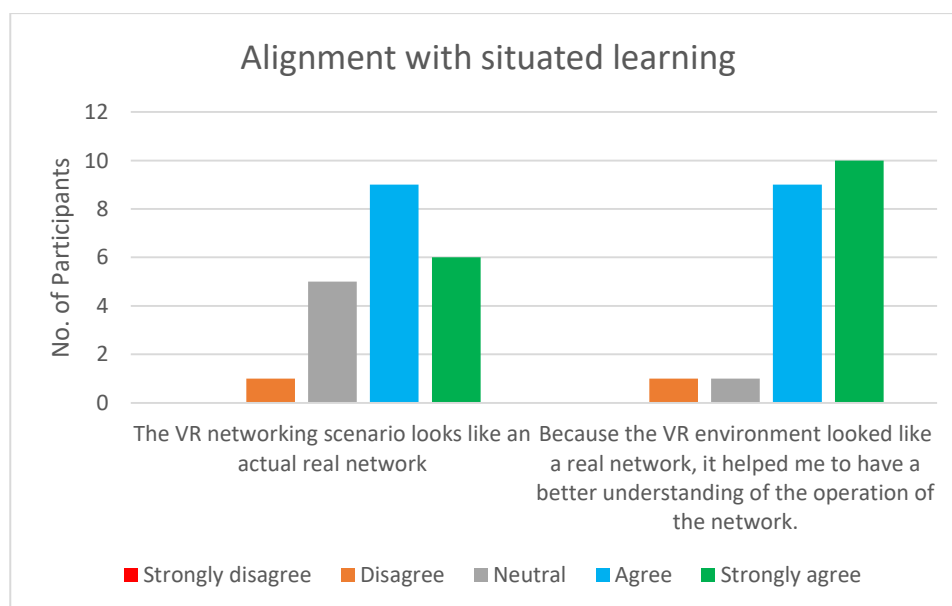 Alignment with situated learning
No. of Participants
12
10
8
6
4
2
0
The VR networking scenario looks like an
actual real network
Because the VR environment looked like
a real network, it helped me to have a
better understanding of the operation of
the network.
Strongly disagree
Disagree
Neutral
Agree
Strongly agree